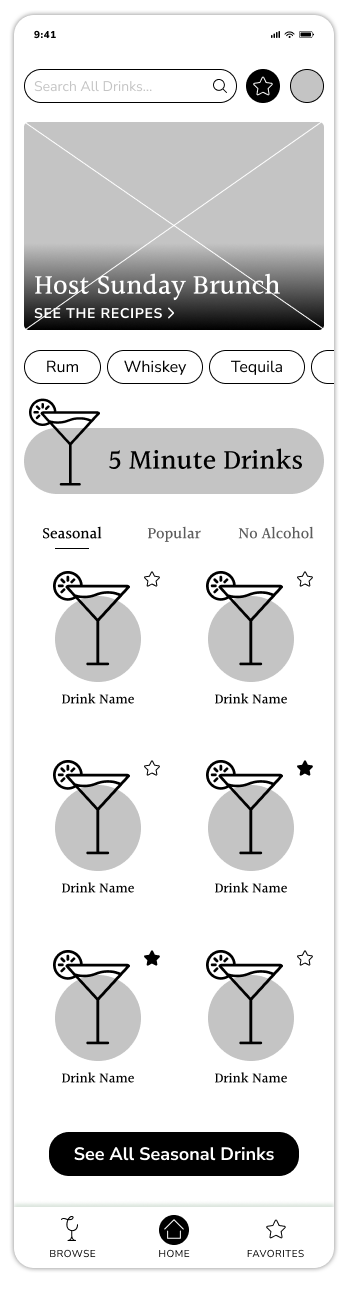 9:41
Search All Drinks...
Host Sunday Brunch
SEE THE RECIPES
Rum Whiskey Tequila
5 Minute Drinks
Seasonal Popular No Alcohol
Drink Name Drink Name
Drink Name Drink Name
Drink Name Drink Name
See All Seasonal Drinks
BROWSE HOME FAVORITES